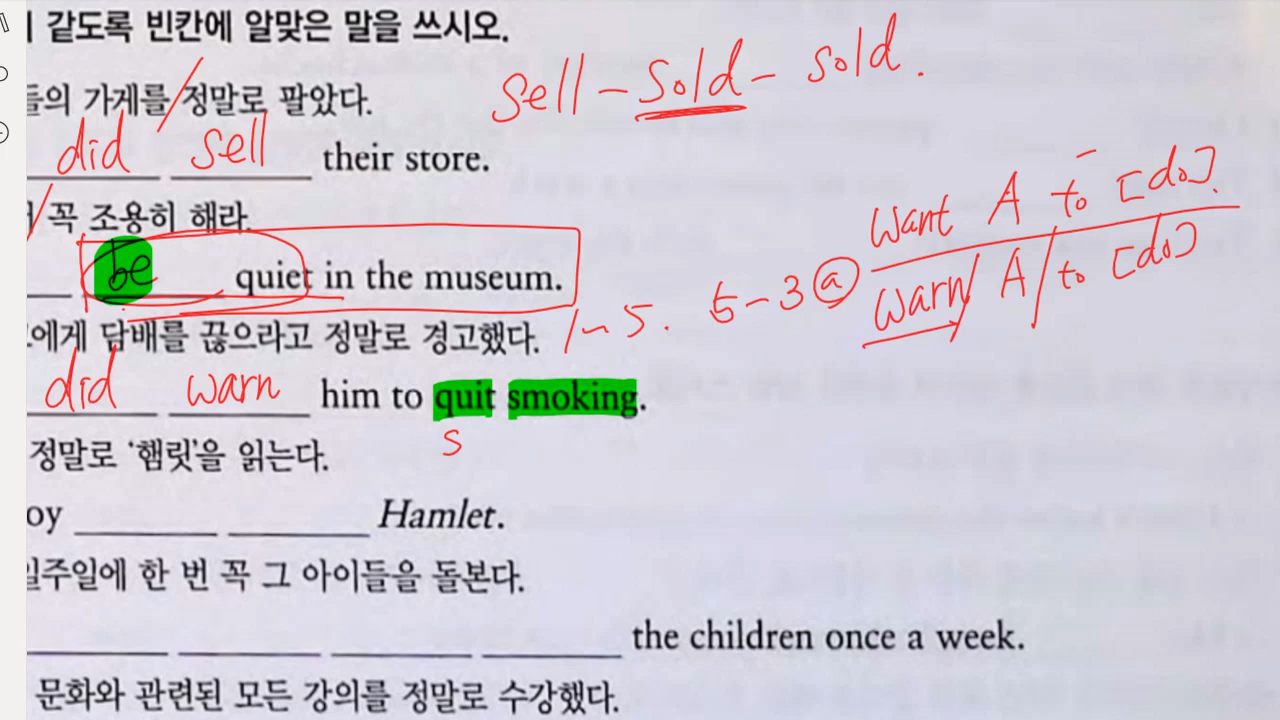 같도록 빈칸에 알맞은 말을 쓰시오.
sell - sold - sold.
들의 가게를 / 정말로 팔았다.
did sell their store.
/ 꼭 조용히 해라.
want A to [do]
be quiet in the museum.
1~5. 5-3 ⓐ warn / A / to [do]
에게 담배를 끊으라고 정말로 경고했다.
did warn him to quit smoking.
s
정말로 ‘햄릿’을 읽는다.
oy Hamlet.
일주일에 한 번 꼭 그 아이들을 돌본다.
the children once a week.
문화와 관련된 모든 강의를 정말로 수강했다.